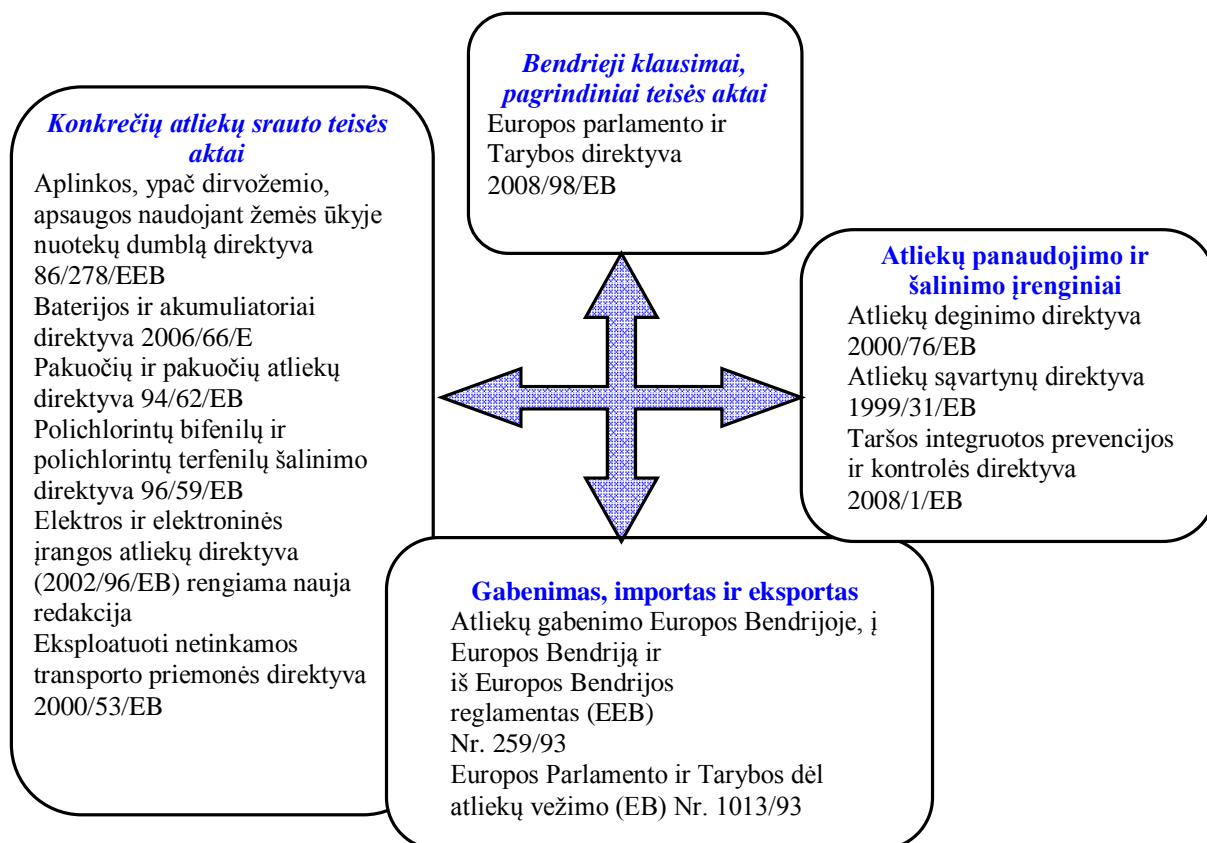 Bendrieji klausimai,
pagrindiniai teisės aktai
Europos parlamento ir
Tarybos direktyva
2008/98/EB
Konkrečių atliekų srauto teisės
aktai
Aplinkos, ypač dirvožemio,
apsaugos naudojant žemės ūkyje
nuotekų dumblą direktyva
86/278/EEB
Baterijos ir akumuliatoriai
direktyva 2006/66/E
Pakuočių ir pakuočių atliekų
direktyva 94/62/EB
Polichlorintų bifenilų ir
polichlorintų terfenilų šalinimo
direktyva 96/59/EB
Elektros ir elektroninės
įrangos atliekų direktyva
(2002/96/EB) rengiama nauja
redakcija
Eksploatuoti netinkamos
transporto priemonės direktyva
2000/53/EB
Atliekų panaudojimo ir
šalinimo įrenginiai
Atliekų deginimo direktyva
2000/76/EB
Atliekų sąvartynų direktyva
1999/31/EB
Taršos integruotos prevencijos
ir kontrolės direktyva
2008/1/EB
Gabenimas, importas ir eksportas
Atliekų gabenimo Europos Bendrijoje, į
Europos Bendriją ir
iš Europos Bendrijos
reglamentas (EEB)
Nr. 259/93
Europos Parlamento ir Tarybos dėl
atliekų vežimo (EB) Nr. 1013/93